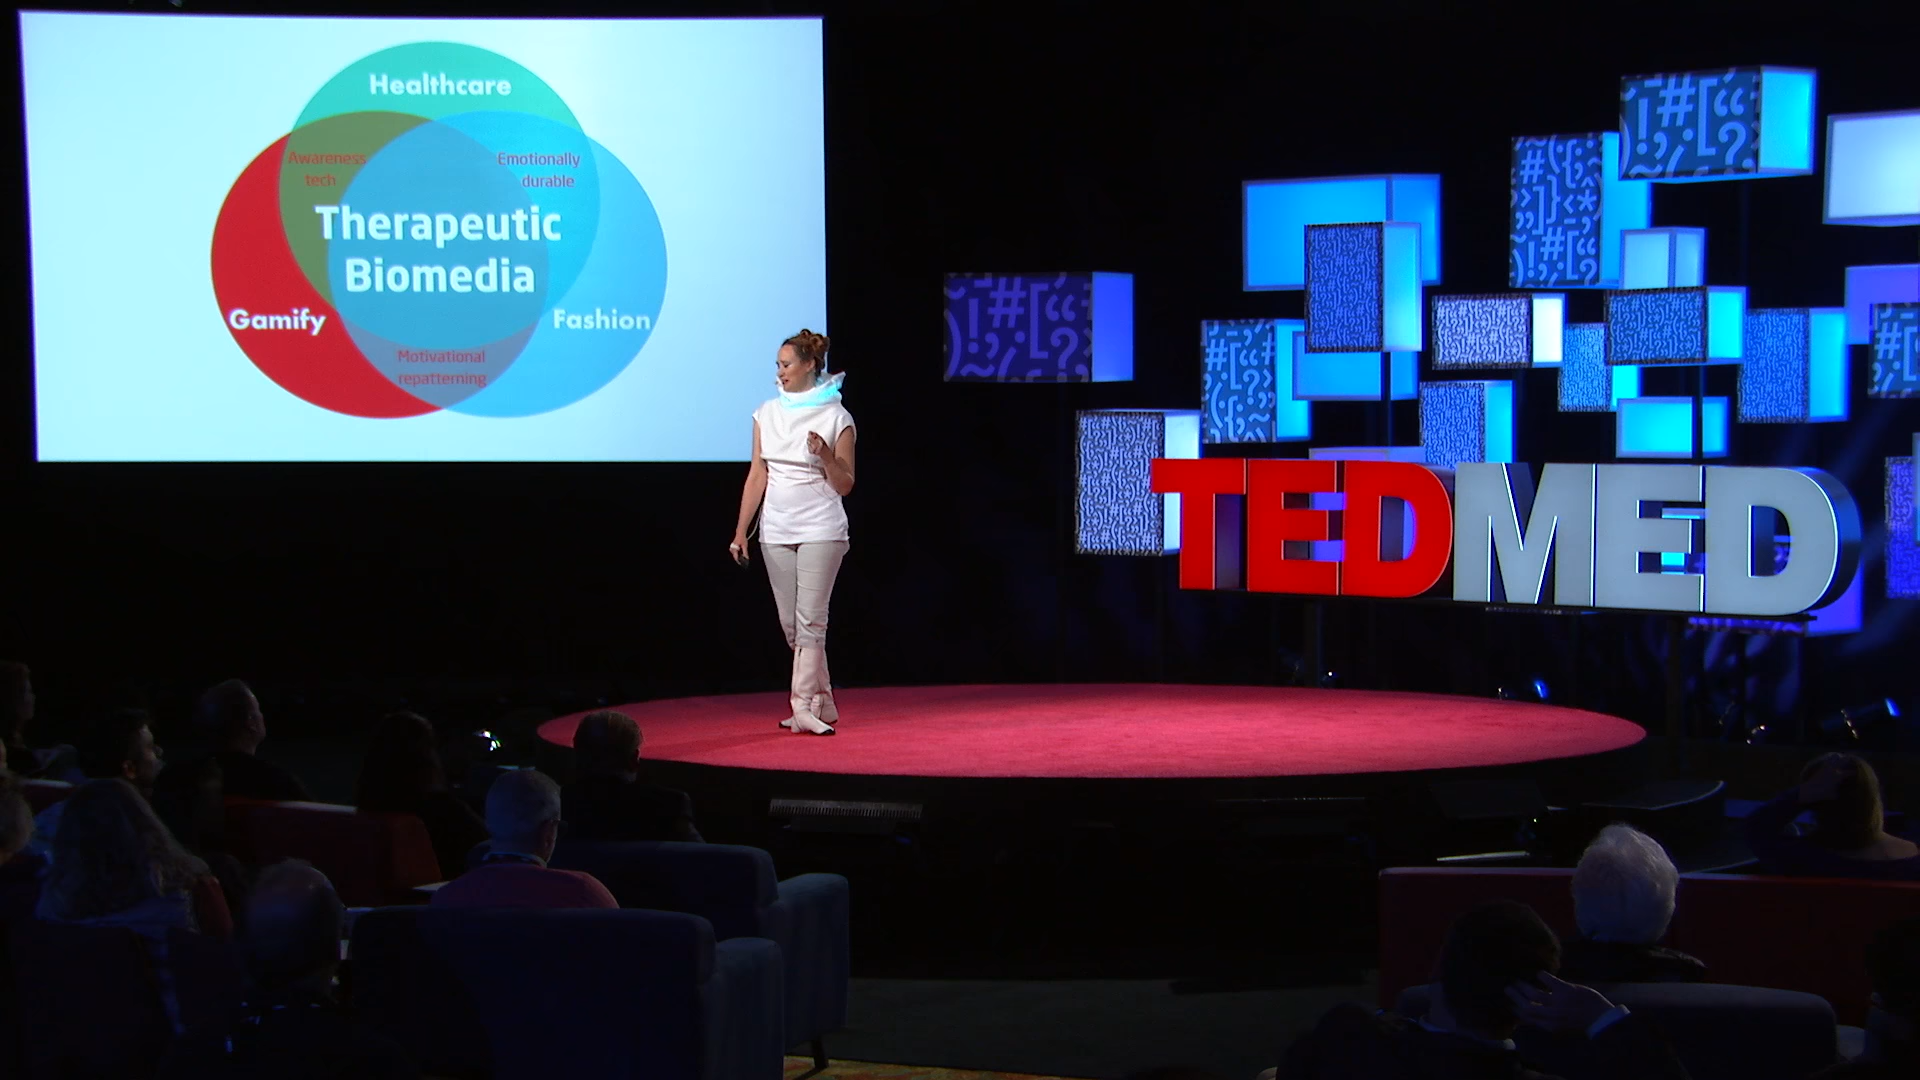 Healthcare
Awareness
tech
Emotionally
durable
Therapeutic
Biomedia
Gamify
Fashion
Motivational
repatterning
TEDMED